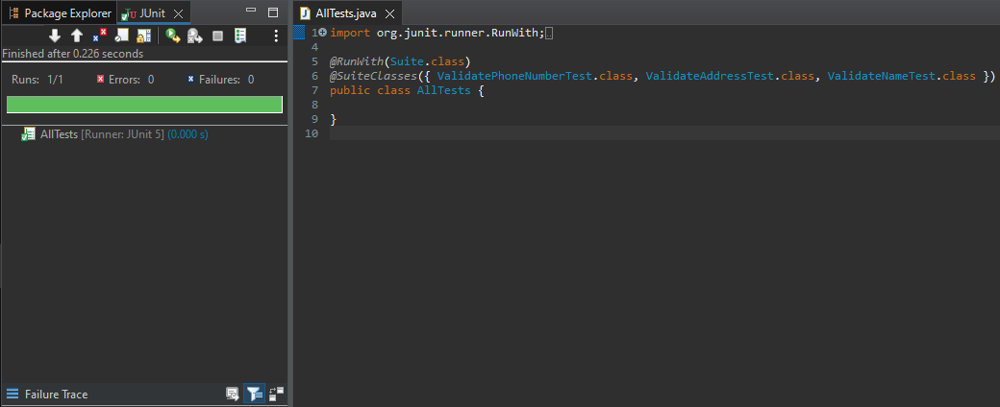 Package Explorer
JUnit
Finished after 0.226 seconds
Runs: 1/1
Errors: 0
Failures: 0
AllTests [Runner: JUnit 5] (0.000 s)
Failure Trace
AllTests.java
1 import org.junit.runner.RunWith;
4
5 @RunWith(Suite.class)
6 @SuiteClasses({ ValidatePhoneNumberTest.class, ValidateAddressTest.class, ValidateNameTest.class })
7 public class AllTests {
8
9 }
10